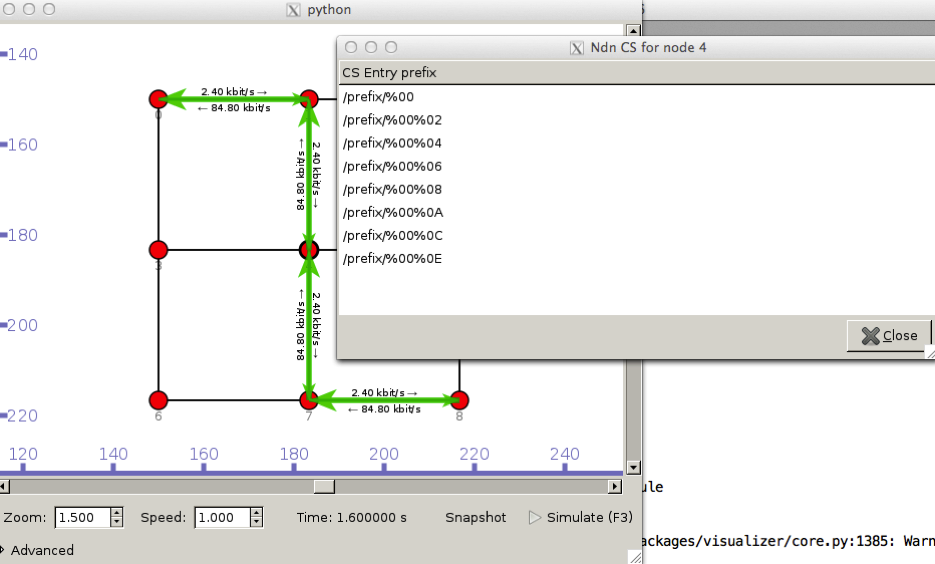 python
140
160
180
200
220
120 140 160 180 200 220 240
2.40 kbit/s →
← 84.80 kbit/s
2.40 kbit/s →
← 84.80 kbit/s
2.40 kbit/s →
← 84.80 kbit/s
2.40 kbit/s →
← 84.80 kbit/s
0
3
6
7
8
Ndn CS for node 4
CS Entry prefix
/prefix/%00
/prefix/%00%02
/prefix/%00%04
/prefix/%00%06
/prefix/%00%08
/prefix/%00%0A
/prefix/%00%0C
/prefix/%00%0E
Close
Zoom: 1.500 Speed: 1.000 Time: 1.600000 s Snapshot Simulate (F3)
Advanced
ule
ackages/visualizer/core.py:1385: Warn